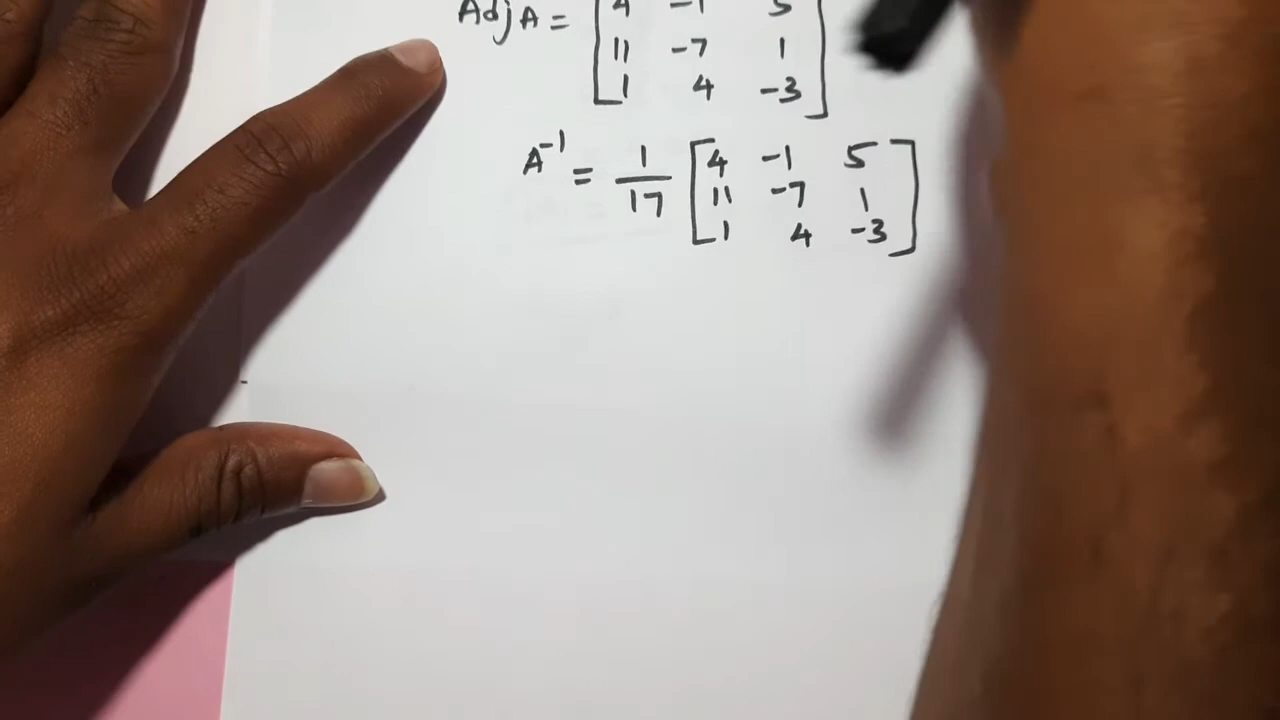 Adj A = [4 -1 5
11 -7 1
1 4 -3]
A⁻¹ = 1/17 [4 -1 5
11 -7 1
1 4 -3]